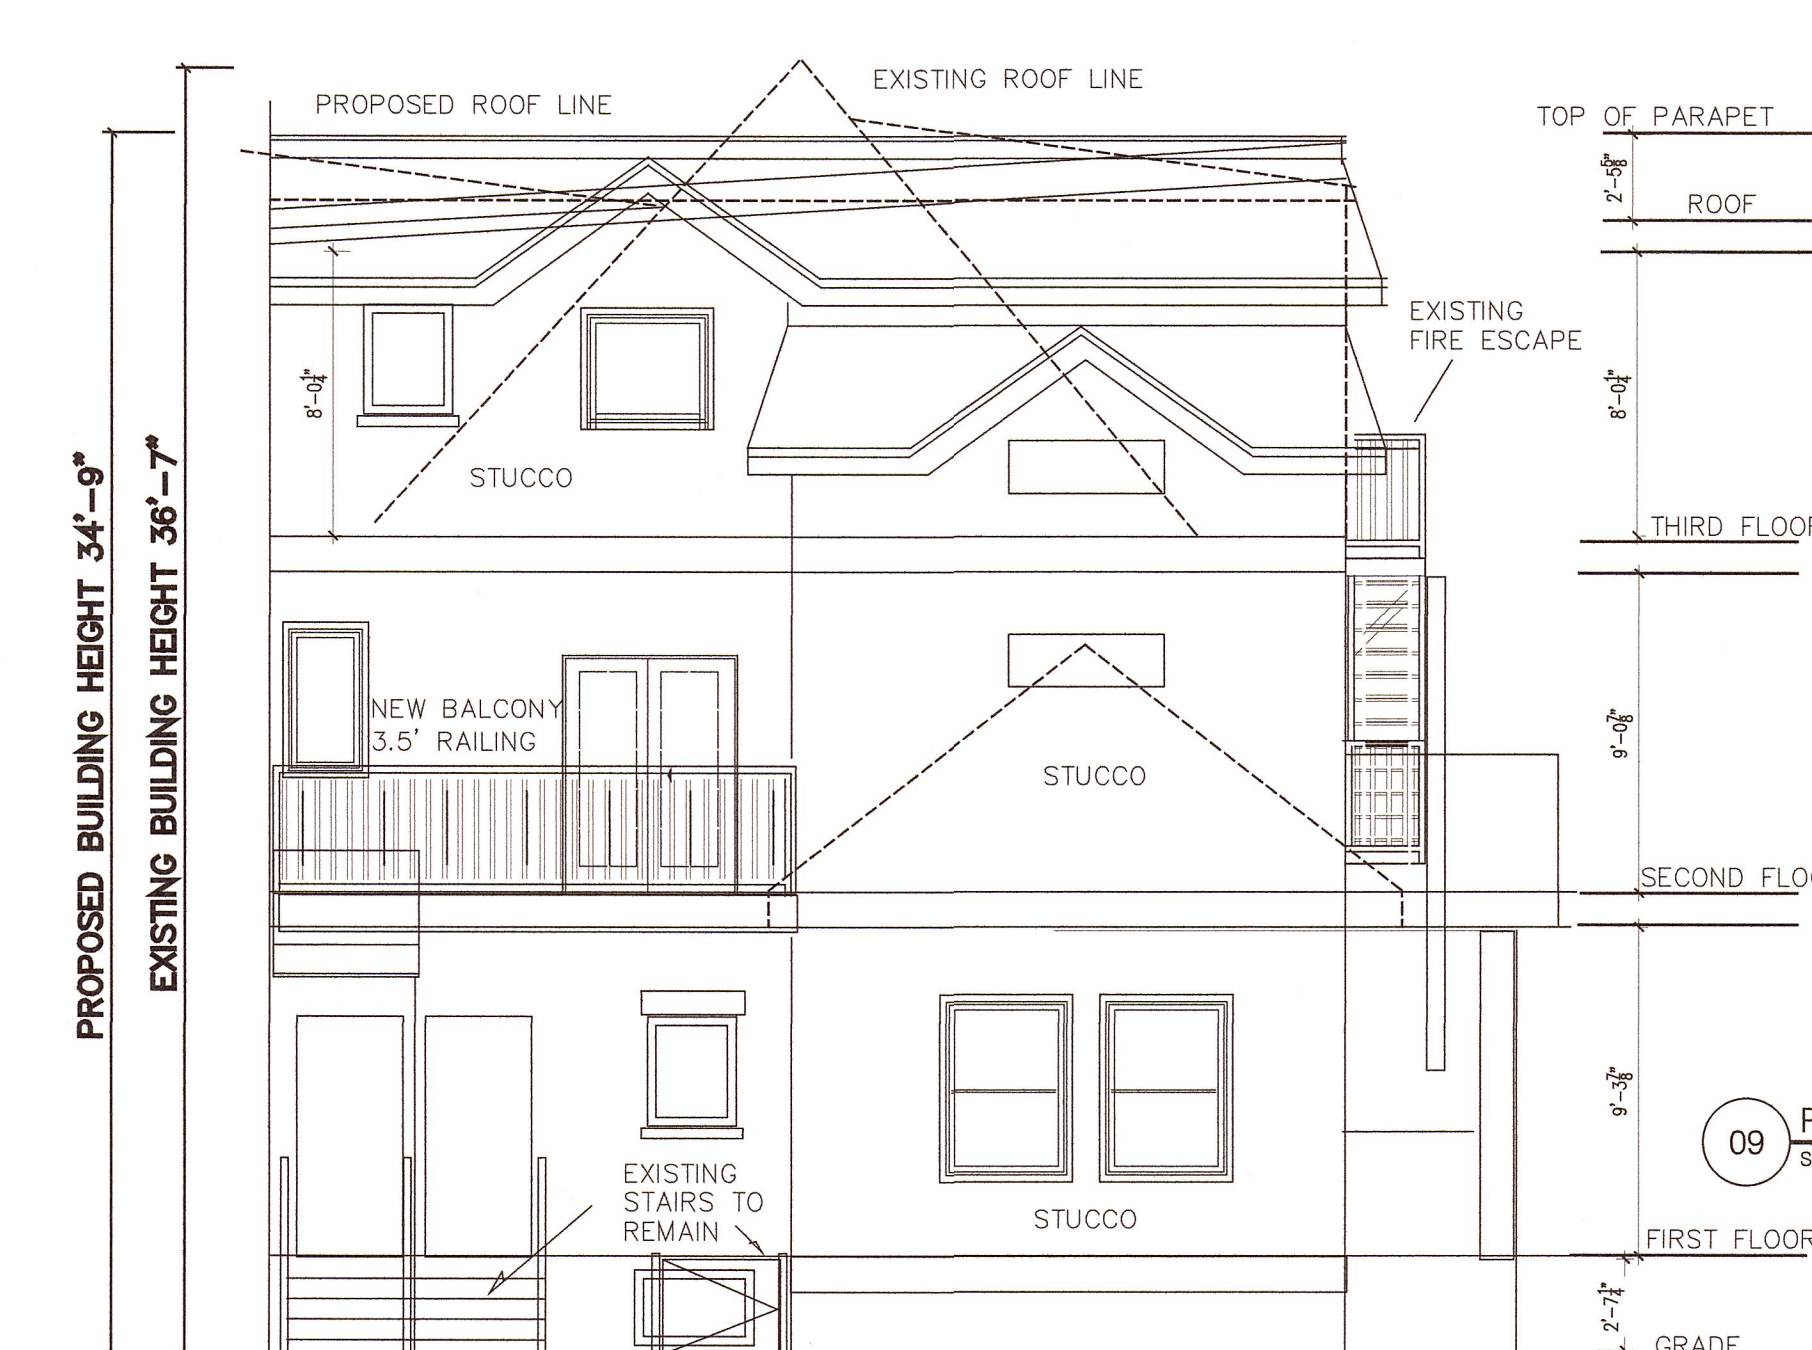 EXISTING ROOF LINE
PROPOSED ROOF LINE
TOP OF PARAPET
2'-5⅝"
ROOF
EXISTING
FIRE ESCAPE
8'-0¼"
8'-0¼"
STUCCO
THIRD FLOOR
PROPOSED BUILDING HEIGHT 34'-9"
EXISTING BUILDING HEIGHT 36'-7"
NEW BALCONY
3.5' RAILING
9'-0⅞"
STUCCO
SECOND FLO
9'-3⅞"
09
EXISTING
STAIRS TO
REMAIN
STUCCO
FIRST FLOOR
2'-7¼"
GRADE